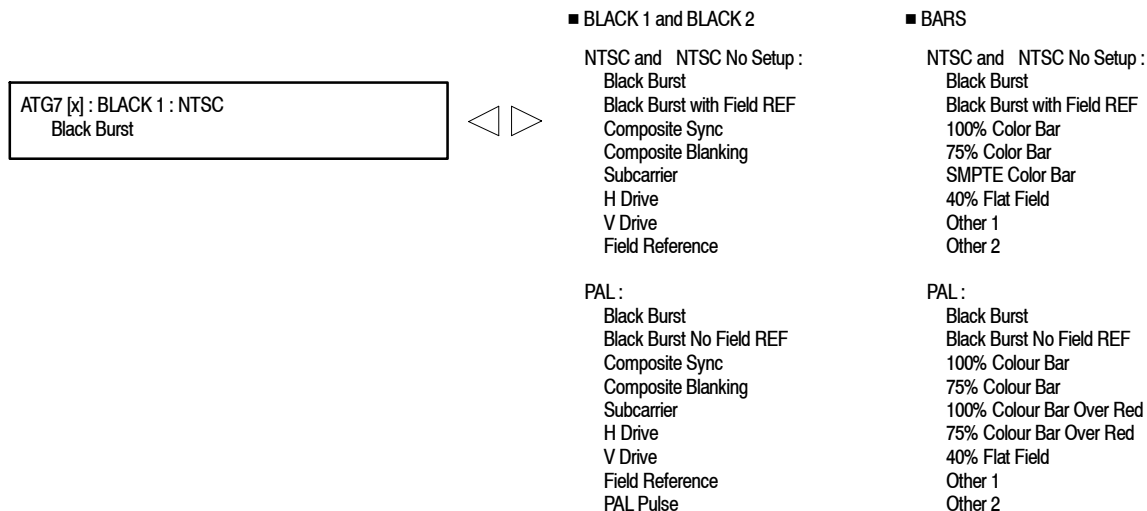 ATG7 [x] : BLACK 1 : NTSC
Black Burst
■ BLACK 1 and BLACK 2
NTSC and NTSC No Setup :
Black Burst
Black Burst with Field REF
Composite Sync
Composite Blanking
Subcarrier
H Drive
V Drive
Field Reference
PAL :
Black Burst
Black Burst No Field REF
Composite Sync
Composite Blanking
Subcarrier
H Drive
V Drive
Field Reference
PAL Pulse
■ BARS
NTSC and NTSC No Setup :
Black Burst
Black Burst with Field REF
100% Color Bar
75% Color Bar
SMPTE Color Bar
40% Flat Field
Other 1
Other 2
PAL :
Black Burst
Black Burst No Field REF
100% Colour Bar
75% Colour Bar
100% Colour Bar Over Red
75% Colour Bar Over Red
40% Flat Field
Other 1
Other 2